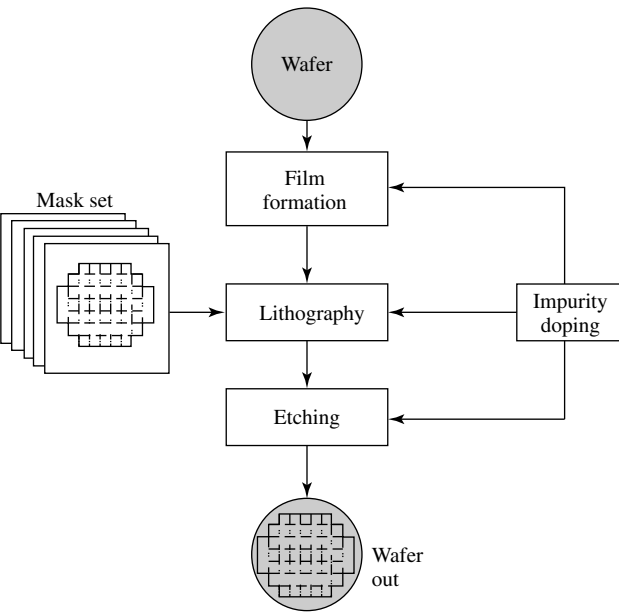 Wafer
Film
formation
Mask set
Lithography
Impurity
doping
Etching
Wafer
out